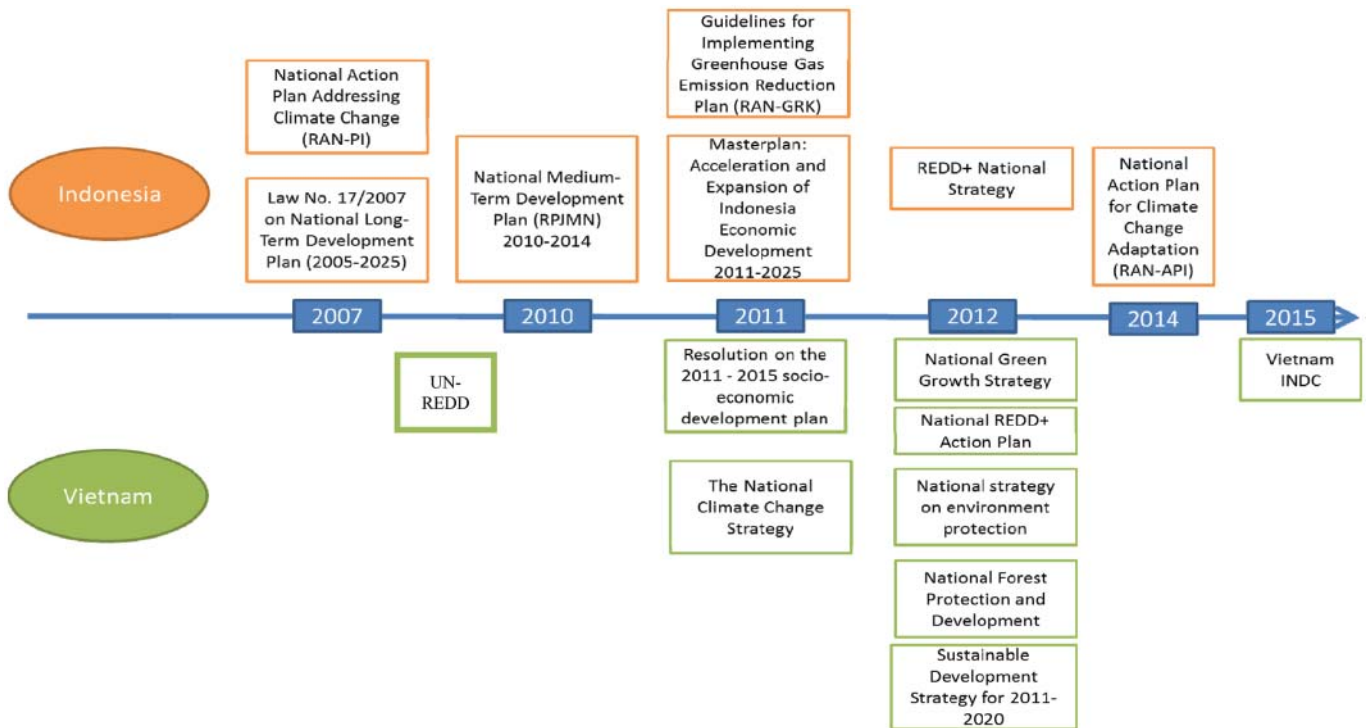 Indonesia
National Action
Plan Addressing
Climate Change
(RAN-PI)
Law No. 17/2007
on National Long-
Term Development
Plan (2005-2025)
National Medium-
Term Development
Plan (RPJMN)
2010-2014
Guidelines for
Implementing
Greenhouse Gas
Emission Reduction
Plan (RAN-GRK)
Masterplan:
Acceleration and
Expansion of
Indonesia
Economic
Development
2011-2025
REDD+ National
Strategy
National
Action Plan
for Climate
Change
Adaptation
(RAN-API)
2007
2010
2011
2012
2014
2015
Vietnam
UN-
REDD
Resolution on the
2011 - 2015 socio-
economic
development plan
The National
Climate Change
Strategy
National Green
Growth Strategy
National REDD+
Action Plan
National strategy
on environment
protection
National Forest
Protection and
Development
Sustainable
Development
Strategy for 2011-
2020
Vietnam
INDC